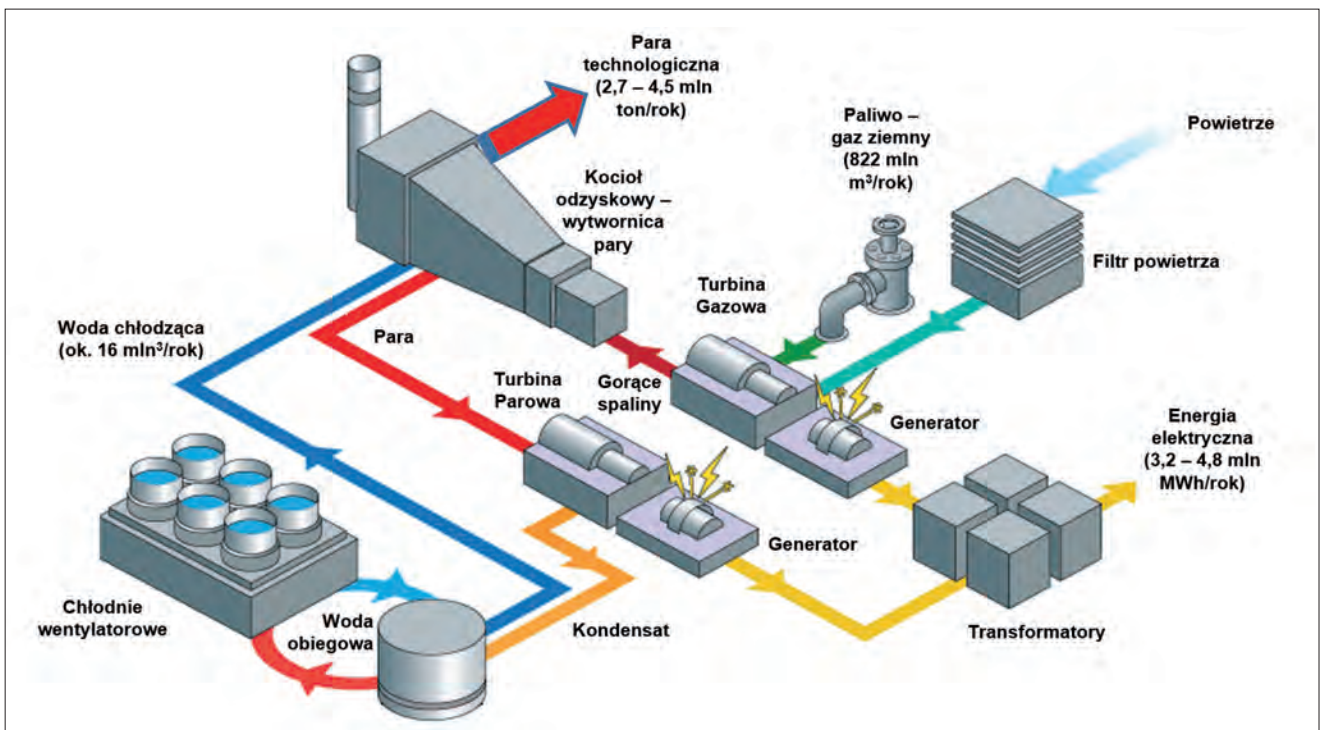 Para
technologiczna
(2,7 – 4,5 mln
ton/rok)
Paliwo –
gaz ziemny
(822 mln
m³/rok)
Powietrze
Kocioł
odzyskowy –
wytwornica
pary
Filtr powietrza
Turbina
Gazowa
Woda chłodząca
(ok. 16 mln³/rok)
Para
Turbina
Parowa
Gorące
spaliny
Generator
Energia
elektryczna
(3,2 – 4,8 mln
MWh/rok)
Generator
Chłodnie
wentylatorowe
Woda
obiegowa
Kondensat
Transformatory